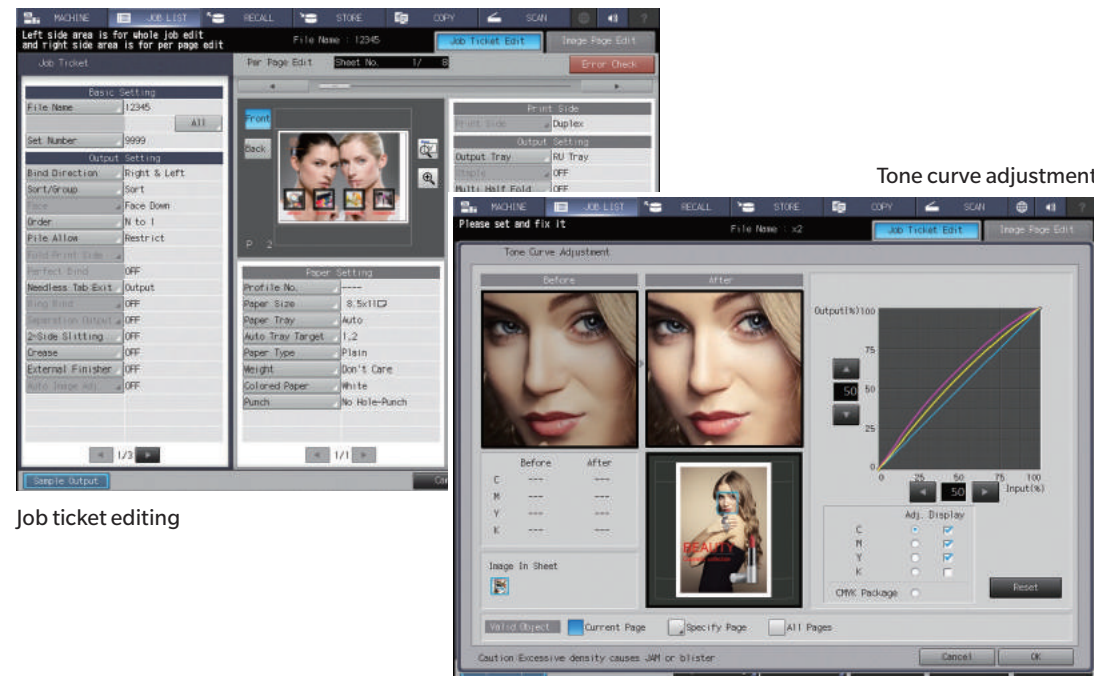 MACHINE JOB LIST RECALL STORE COPY SCAN
Left side area is for whole job edit
and right side area is for per page edit
File Name : 12345
Job Ticket Edit
Image Page Edit
Job Ticket
Per Page Edit
Sheet No. 1/ 8
Error Check
Basic Setting
File Name 12345
All
Set Number 9999
Output Setting
Bind Direction Right & Left
Sort/Group Sort
Face Face Down
Order N to 1
Pile Allow Restrict
Fold Print Side
Perfect Bind OFF
Needless Tab Exit Output
Ring Bind OFF
Separation Output OFF
2-Side Slitting OFF
Crease OFF
External Finisher OFF
Auto Image Adj. OFF
1/3
Sample Output
Front
Back
P 2
Paper Setting
Profile No. ----
Paper Size 8.5x11
Paper Tray Auto
Auto Tray Target 1,2
Paper Type Plain
Weight Don't Care
Colored Paper White
Punch No Hole-Punch
1/1
Print Side
Print Side Duplex
Output Setting
Output Tray RU Tray
Staple OFF
Multi Half Fold OFF
Job ticket editing
Tone curve adjustment
MACHINE JOB LIST RECALL STORE COPY SCAN
Please set and fix it
File Name : x2
Job Ticket Edit
Image Page Edit
Tone Curve Adjustment
Before
After
Before After
C --- ---
M --- ---
Y --- ---
K --- ---
Image In Sheet
BEAUTY
Output(%)100
75
50
50
25
0
0 25 50 75 100
50
Input(%)
Adj. Display
C
M
Y
K
CMYK Package
Reset
Valid Object
Current Page
Specify Page
All Pages
Caution:Excessive density causes JAM or blister
Cancel
OK